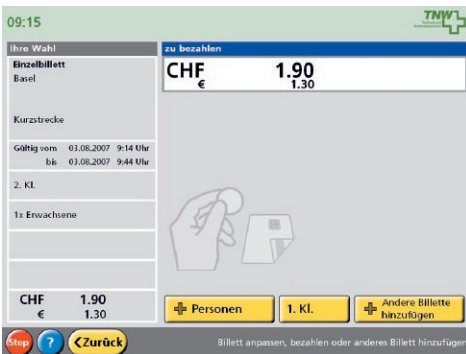 09:15
TNW
Ihre Wahl
Einzelbillett
Basel
Kurzstrecke
Gültig vom 03.08.2007 9:14 Uhr
bis 03.08.2007 9:44 Uhr
2. Kl.
1x Erwachsene
CHF 1.90
€ 1.30
zu bezahlen
CHF 1.90
€ 1.30
Personen
1. Kl.
Andere Billette
hinzufügen
Stop
?
Zurück
Billett anpassen, bezahlen oder anderes Billett hinzufügen